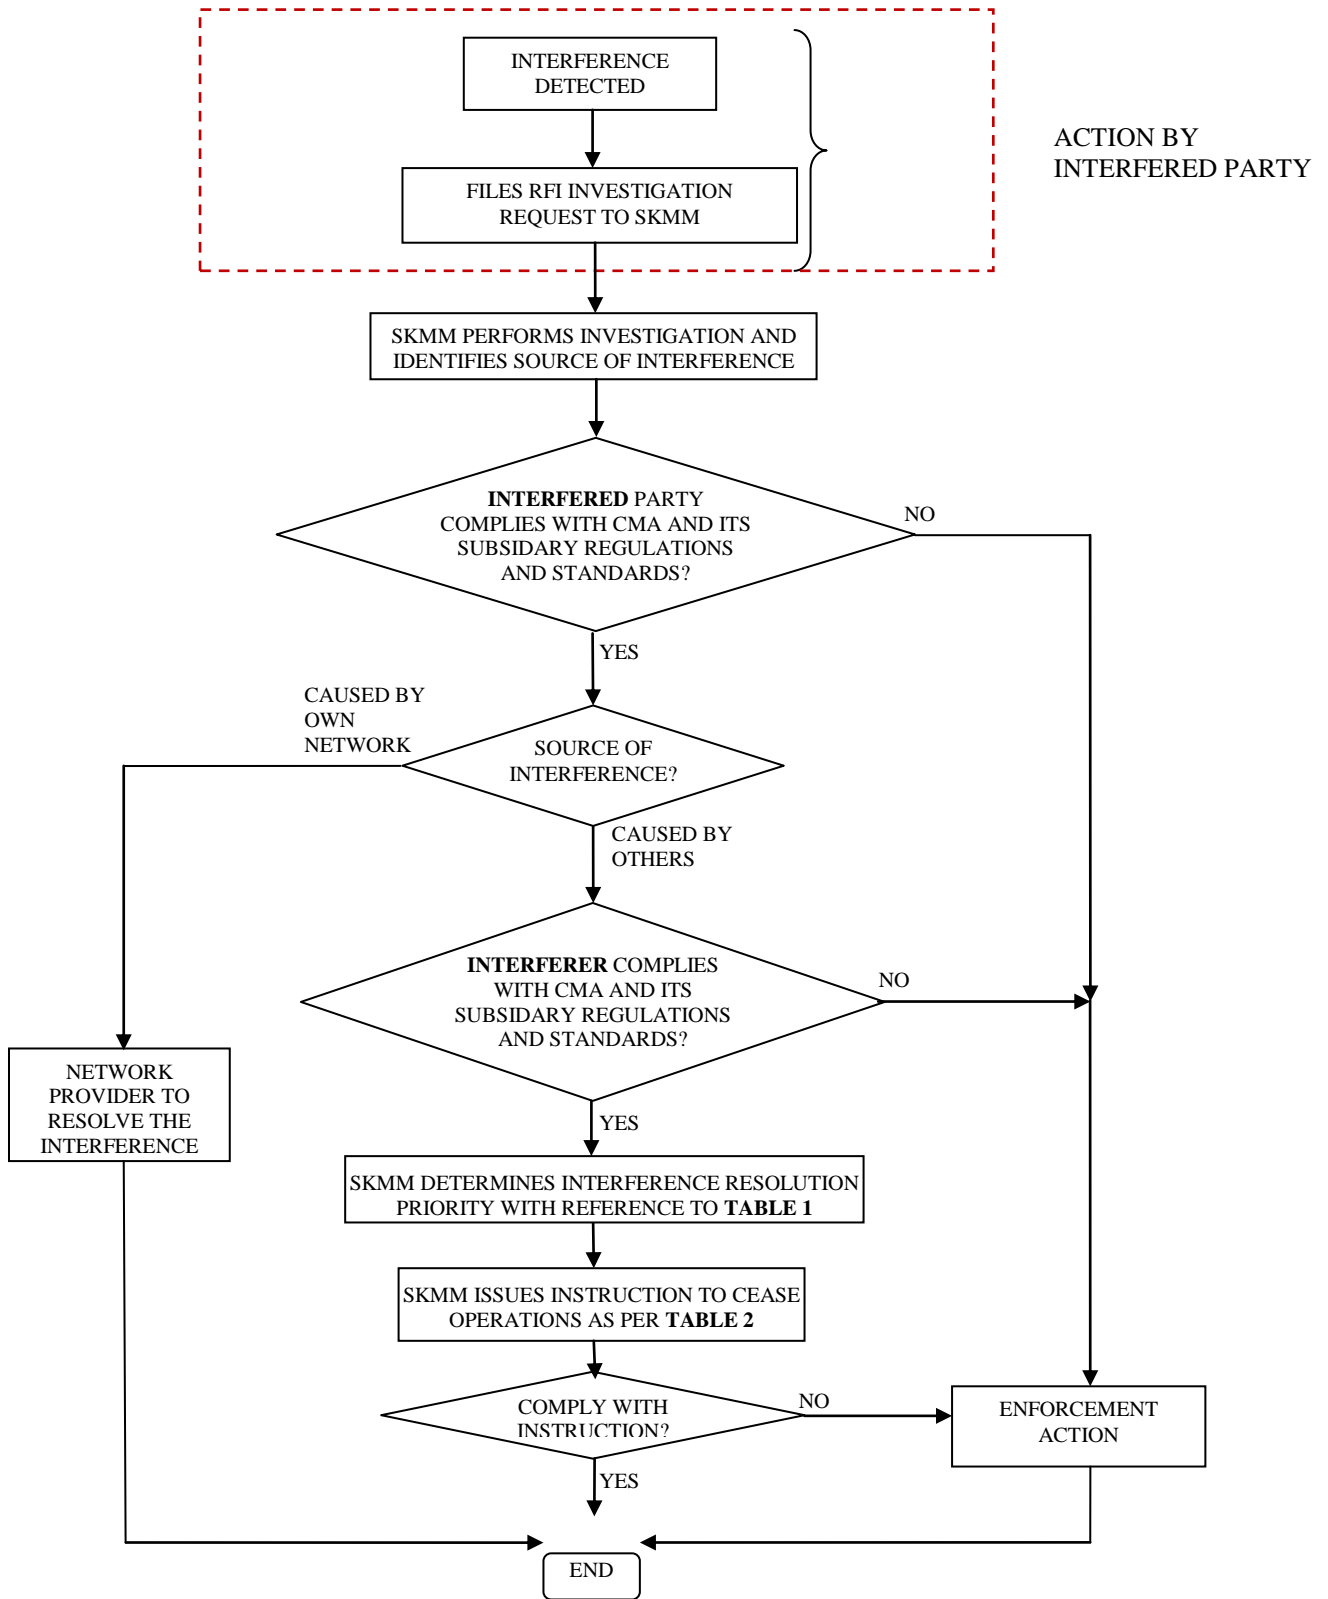 INTERFERENCE
DETECTED
ACTION BY
INTERFERED PARTY
FILES RFI INVESTIGATION
REQUEST TO SKMM
SKMM PERFORMS INVESTIGATION AND
IDENTIFIES SOURCE OF INTERFERENCE
INTERFERED PARTY
COMPLIES WITH CMA AND ITS
SUBSIDARY REGULATIONS
AND STANDARDS?
NO
YES
CAUSED BY
OWN
NETWORK
SOURCE OF
INTERFERENCE?
CAUSED BY
OTHERS
INTERFERER COMPLIES
WITH CMA AND ITS
SUBSIDARY REGULATIONS
AND STANDARDS?
NO
NETWORK
PROVIDER TO
RESOLVE THE
INTERFERENCE
YES
SKMM DETERMINES INTERFERENCE RESOLUTION
PRIORITY WITH REFERENCE TO TABLE 1
SKMM ISSUES INSTRUCTION TO CEASE
OPERATIONS AS PER TABLE 2
COMPLY WITH
INSTRUCTION?
NO
ENFORCEMENT
ACTION
YES
END